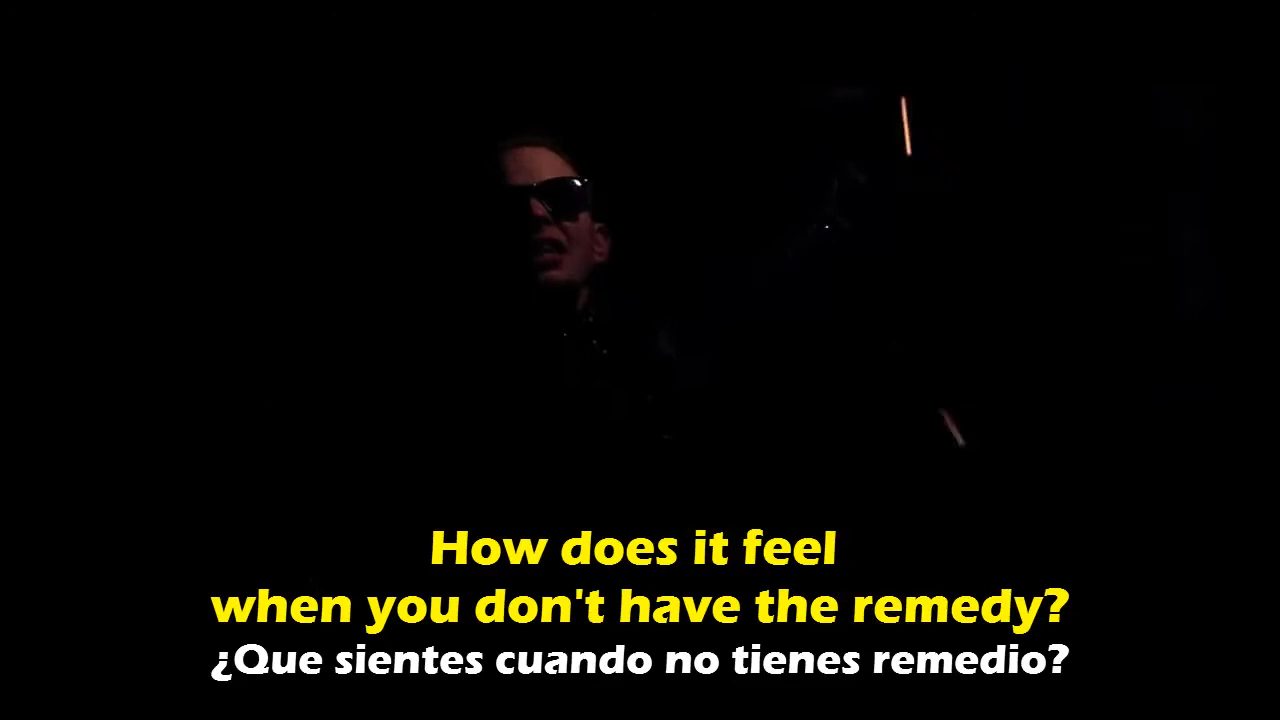 How does it feel
when you don't have the remedy?
¿Que sientes cuando no tienes remedio?